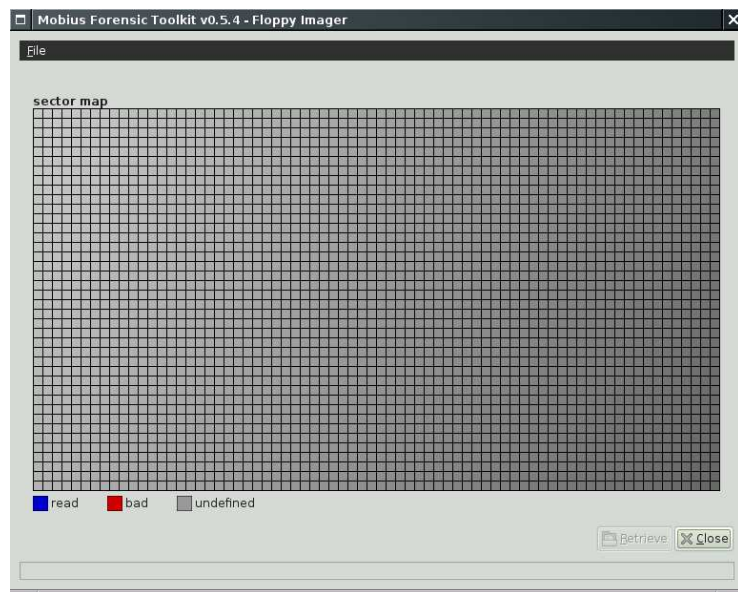 Mobius Forensic Toolkit v0.5.4 - Floppy Imager
File
sector map
read bad undefined
Retrieve Close